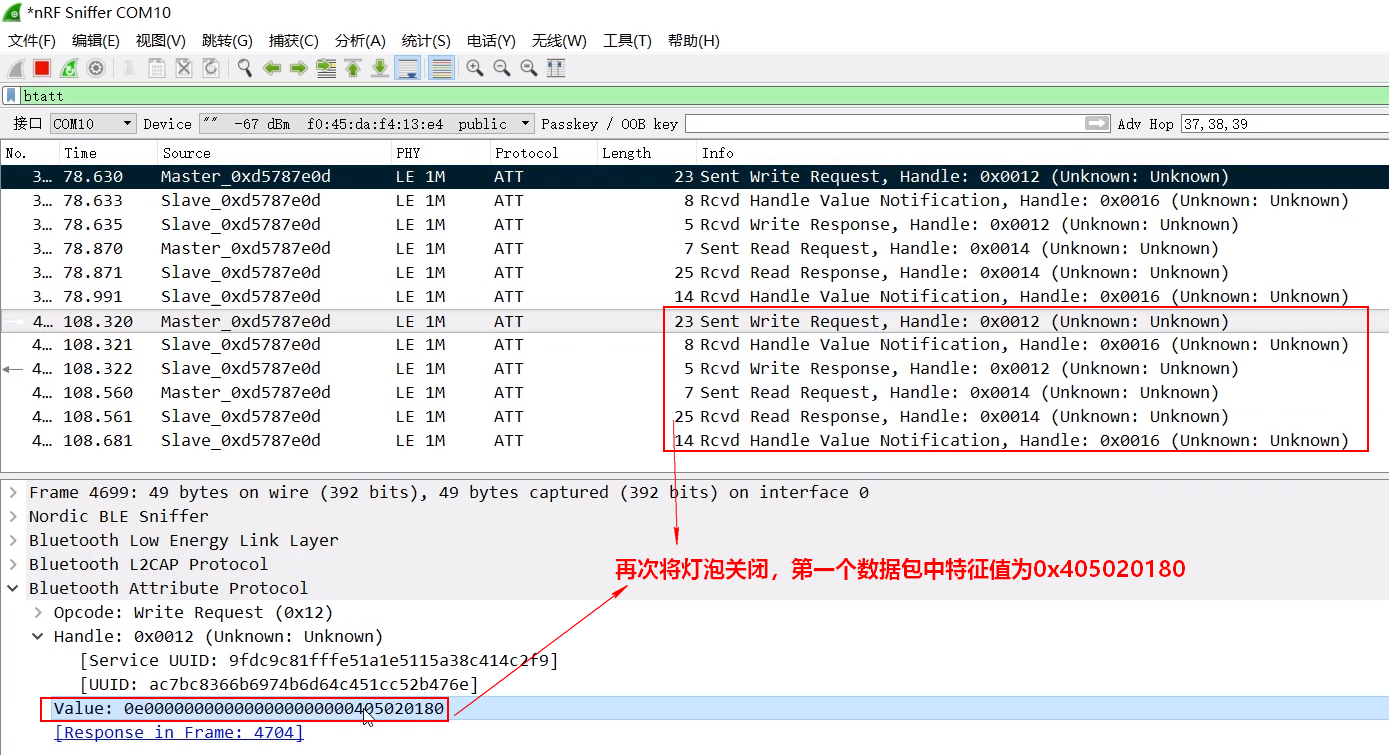 *nRF Sniffer COM10
文件(F) 编辑(E) 视图(V) 跳转(G) 捕获(C) 分析(A) 统计(S) 电话(Y) 无线(W) 工具(T) 帮助(H)
btatt
接口 COM10 Device "" -67 dBm f0:45:da:f4:13:e4 public Passkey / OOB key Adv Hop 37,38,39
No. Time Source PHY Protocol Length Info
3… 78.630 Master_0xd5787e0d LE 1M ATT 23 Sent Write Request, Handle: 0x0012 (Unknown: Unknown)
3… 78.633 Slave_0xd5787e0d LE 1M ATT 8 Rcvd Handle Value Notification, Handle: 0x0016 (Unknown: Unknown)
3… 78.635 Slave_0xd5787e0d LE 1M ATT 5 Rcvd Write Response, Handle: 0x0012 (Unknown: Unknown)
3… 78.870 Master_0xd5787e0d LE 1M ATT 7 Sent Read Request, Handle: 0x0014 (Unknown: Unknown)
3… 78.871 Slave_0xd5787e0d LE 1M ATT 25 Rcvd Read Response, Handle: 0x0014 (Unknown: Unknown)
3… 78.991 Slave_0xd5787e0d LE 1M ATT 14 Rcvd Handle Value Notification, Handle: 0x0016 (Unknown: Unknown)
4… 108.320 Master_0xd5787e0d LE 1M ATT 23 Sent Write Request, Handle: 0x0012 (Unknown: Unknown)
4… 108.321 Slave_0xd5787e0d LE 1M ATT 8 Rcvd Handle Value Notification, Handle: 0x0016 (Unknown: Unknown)
4… 108.322 Slave_0xd5787e0d LE 1M ATT 5 Rcvd Write Response, Handle: 0x0012 (Unknown: Unknown)
4… 108.560 Master_0xd5787e0d LE 1M ATT 7 Sent Read Request, Handle: 0x0014 (Unknown: Unknown)
4… 108.561 Slave_0xd5787e0d LE 1M ATT 25 Rcvd Read Response, Handle: 0x0014 (Unknown: Unknown)
4… 108.681 Slave_0xd5787e0d LE 1M ATT 14 Rcvd Handle Value Notification, Handle: 0x0016 (Unknown: Unknown)
Frame 4699: 49 bytes on wire (392 bits), 49 bytes captured (392 bits) on interface 0
Nordic BLE Sniffer
Bluetooth Low Energy Link Layer
Bluetooth L2CAP Protocol
再次将灯泡关闭，第一个数据包中特征值为0x405020180
Bluetooth Attribute Protocol
Opcode: Write Request (0x12)
Handle: 0x0012 (Unknown: Unknown)
[Service UUID: 9fdc9c81fffe51a1e5115a38c414c2f9]
[UUID: ac7bc8366b6974b6d64c451cc52b476e]
Value: 0e0000000000000000000000405020180
[Response in Frame: 4704]